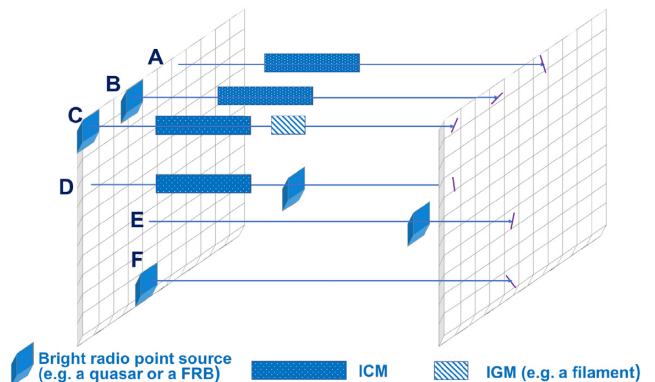 A
B
C
D
E
F
Bright radio point source
(e.g. a quasar or a FRB)
ICM
IGM (e.g. a filament)